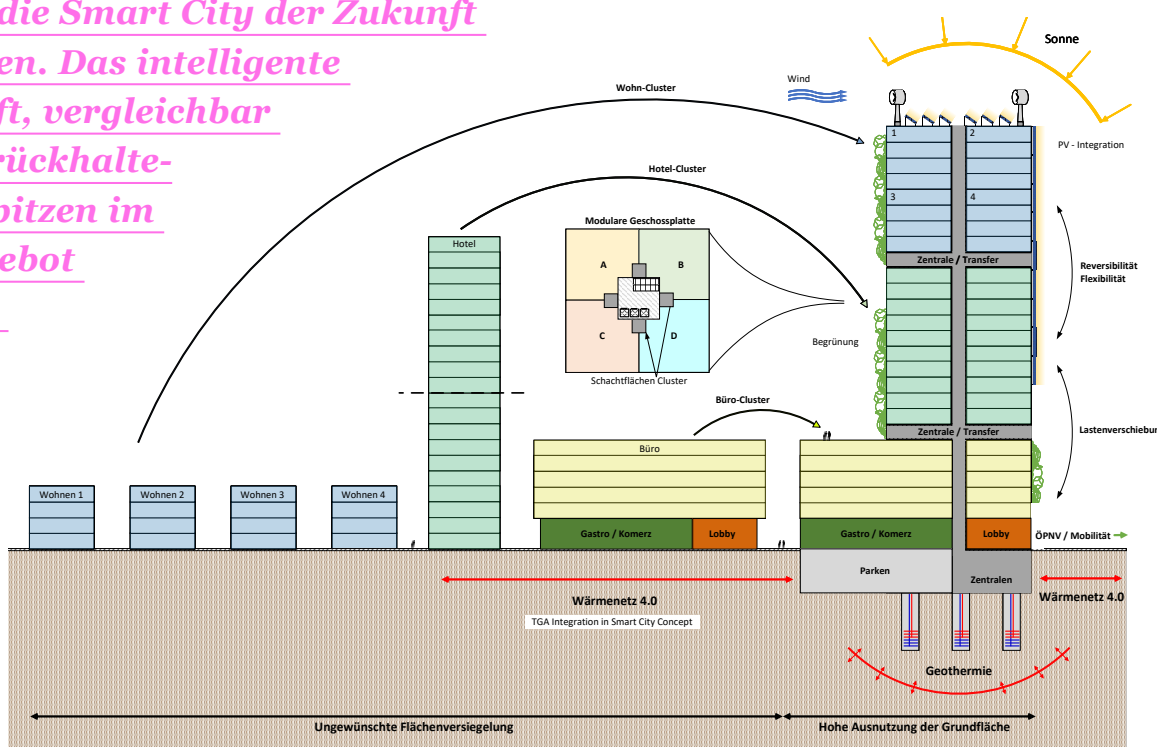 die Smart City der Zukunft
en. Das intelligente
ft, vergleichbar
rückhalte-
pitzen im
ebot
Sonne
Wind
Wohn-Cluster
PV - Integration
1
2
3
4
Hotel-Cluster
Modulare Geschossplatte
A
B
C
D
Schachtflächen Cluster
Hotel
Zentrale / Transfer
Reversibilität
Flexibilität
Begrünung
Büro-Cluster
Zentrale / Transfer
Lastenverschiebun
Büro
Wohnen 1
Wohnen 2
Wohnen 3
Wohnen 4
Gastro / Komerz
Lobby
Gastro / Komerz
Lobby
ÖPNV / Mobilität
Parken
Zentralen
Wärmenetz 4.0
Wärmenetz 4.0
TGA Integration in Smart City Concept
Geothermie
Ungewünschte Flächenversiegelung
Hohe Ausnutzung der Grundfläche